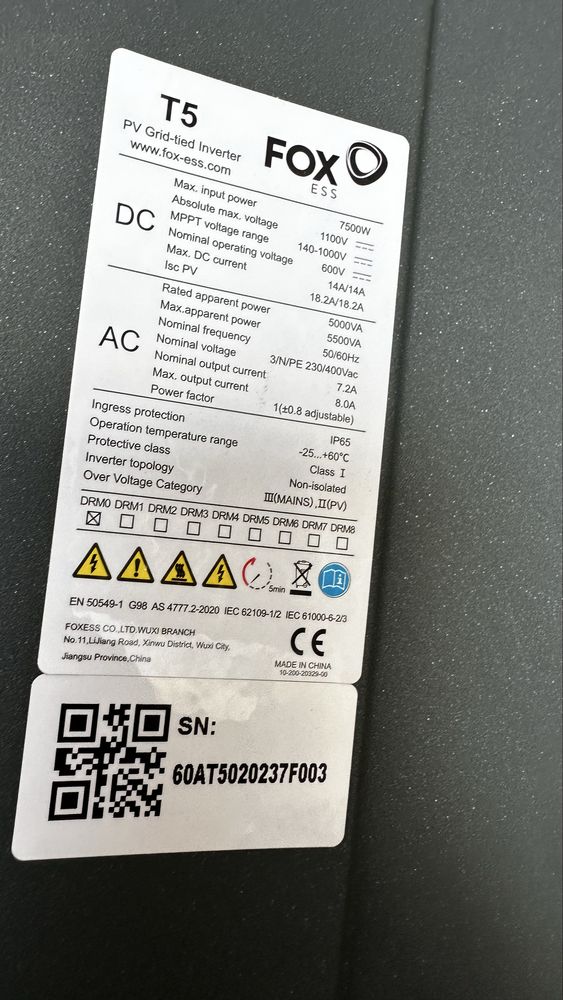 T5
PV Grid-tied Inverter
www.fox-ess.com
FOX
ESS
DC
Max. input power 7500W
Absolute max. voltage 1100V
MPPT voltage range 140-1000V
Nominal operating voltage 600V
Max. DC current 14A/14A
Isc PV 18.2A/18.2A
AC
Rated apparent power 5000VA
Max.apparent power 5500VA
Nominal frequency 50/60Hz
Nominal voltage 3/N/PE 230/400Vac
Nominal output current 7.2A
Max. output current 8.0A
Power factor 1(±0.8 adjustable)
Ingress protection IP65
Operation temperature range -25...+60℃
Protective class Class Ⅰ
Inverter topology Non-isolated
Over Voltage Category Ⅲ(MAINS),Ⅱ(PV)
DRM0 DRM1 DRM2 DRM3 DRM4 DRM5 DRM6 DRM7 DRM8
5min
EN 50549-1 G98 AS 4777.2-2020 IEC 62109-1/2 IEC 61000-6-2/3
FOXESS CO.,LTD.WUXI BRANCH
No.11,LiJiang Road, Xinwu District, Wuxi City,
Jiangsu Province,China
CE
MADE IN CHINA
10-200-20329-00
SN:
60AT5020237F003